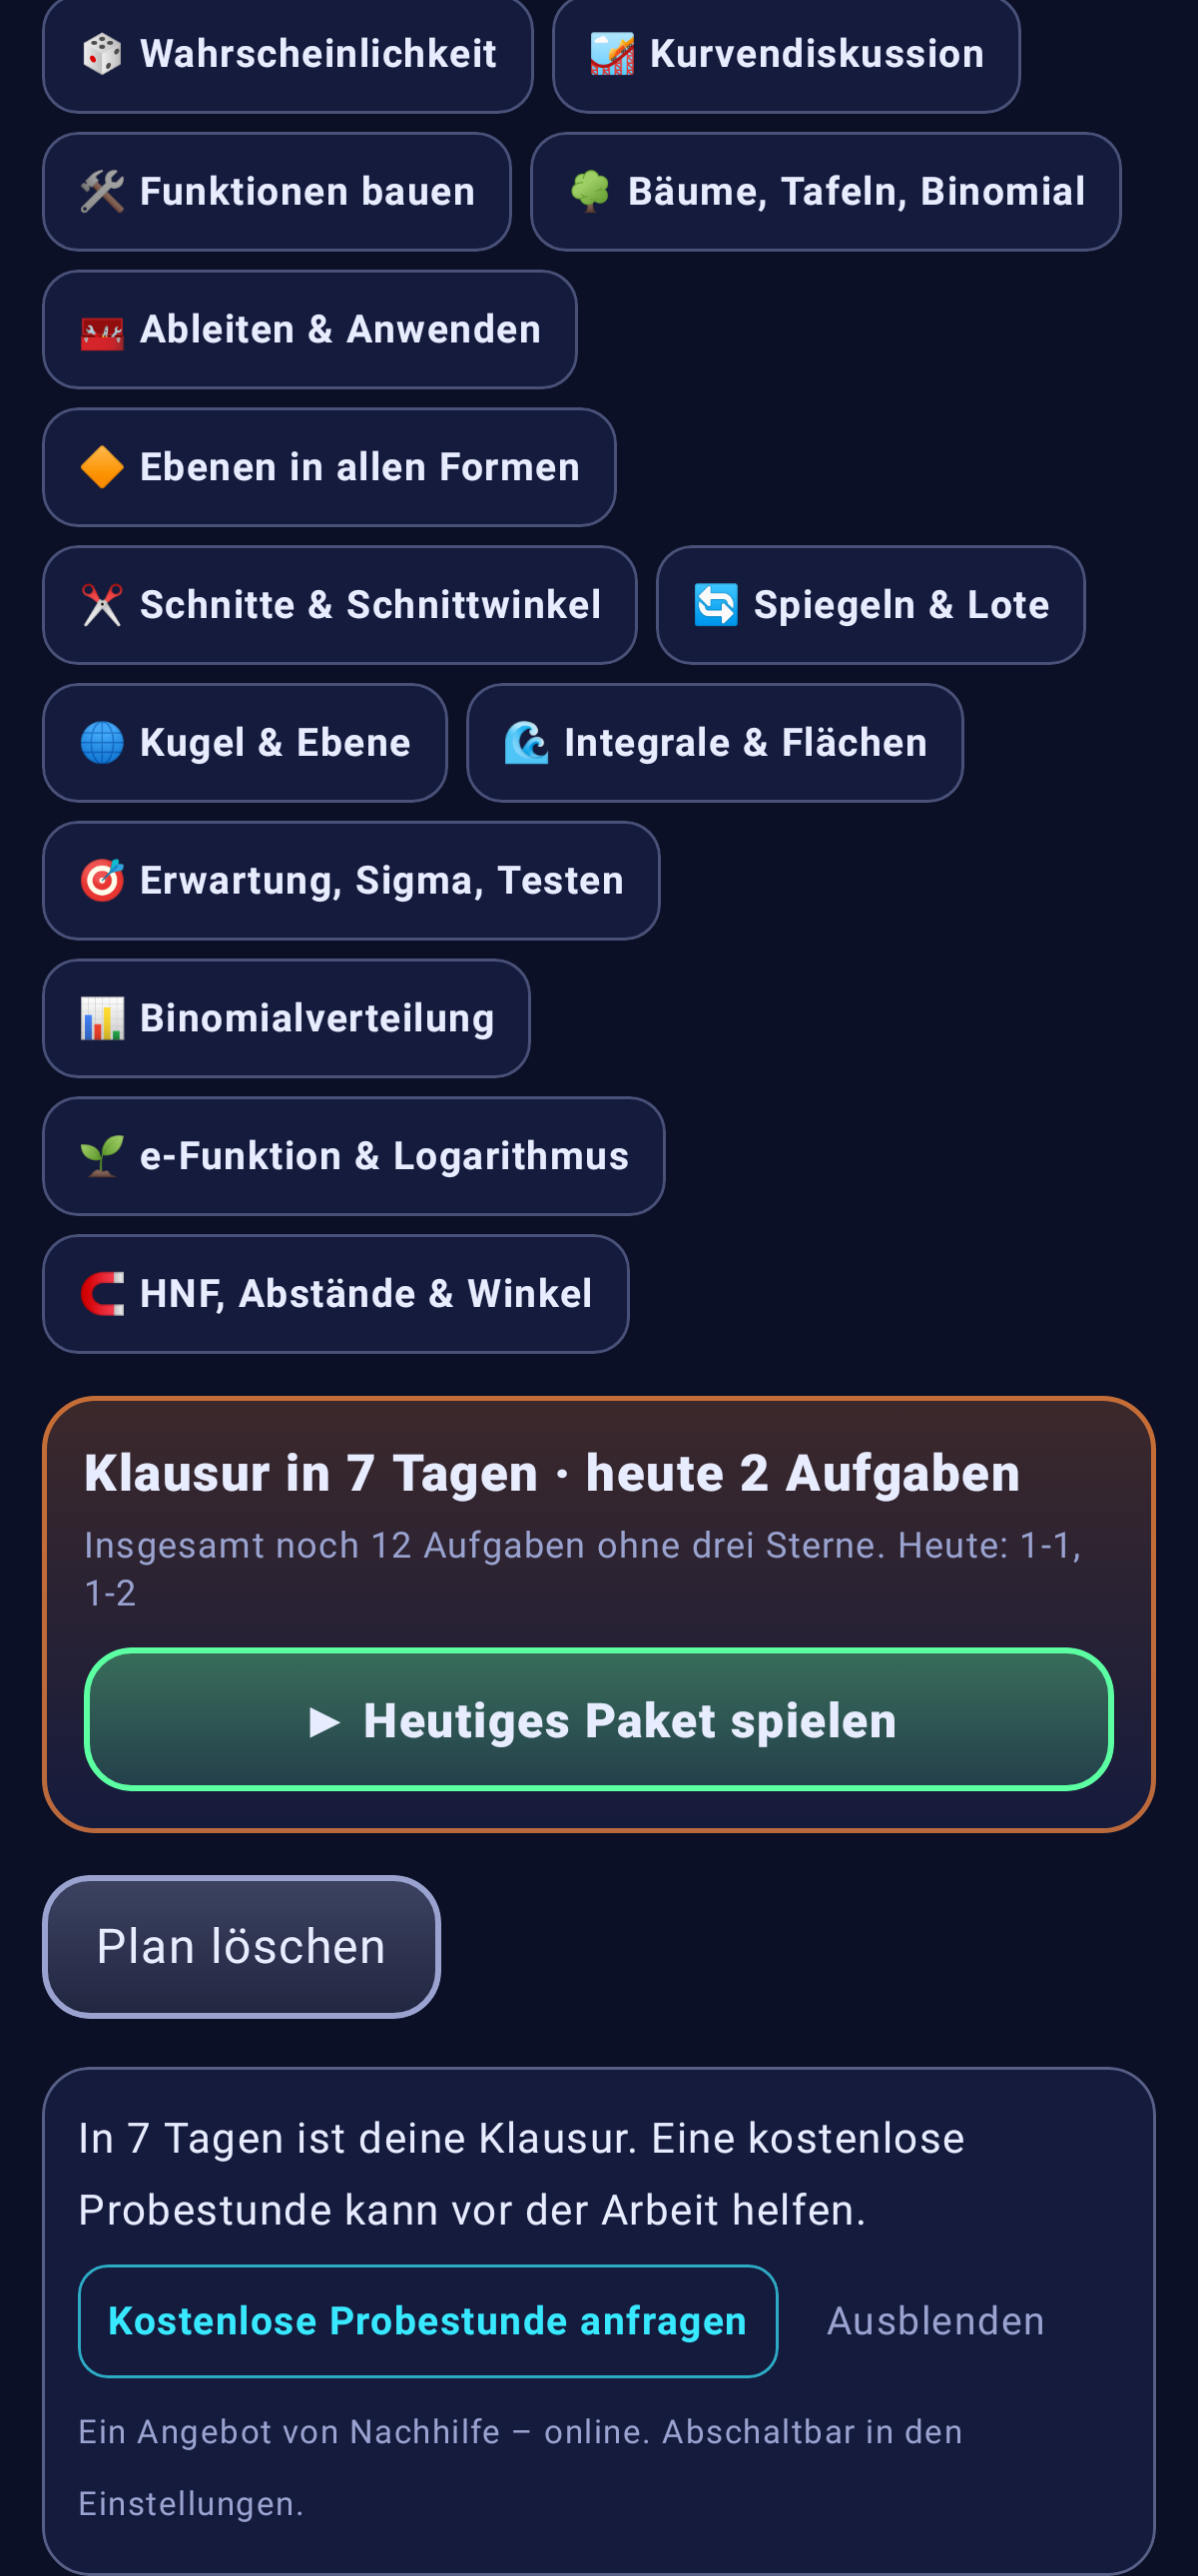 Wahrscheinlichkeit
Kurvendiskussion
Funktionen bauen
Bäume, Tafeln, Binomial
Ableiten & Anwenden
Ebenen in allen Formen
Schnitte & Schnittwinkel
Spiegeln & Lote
Kugel & Ebene
Integrale & Flächen
Erwartung, Sigma, Testen
Binomialverteilung
e-Funktion & Logarithmus
HNF, Abstände & Winkel
Klausur in 7 Tagen · heute 2 Aufgaben
Insgesamt noch 12 Aufgaben ohne drei Sterne. Heute: 1-1,
1-2
► Heutiges Paket spielen
Plan löschen
In 7 Tagen ist deine Klausur. Eine kostenlose
Probestunde kann vor der Arbeit helfen.
Kostenlose Probestunde anfragen
Ausblenden
Ein Angebot von Nachhilfe – online. Abschaltbar in den
Einstellungen.